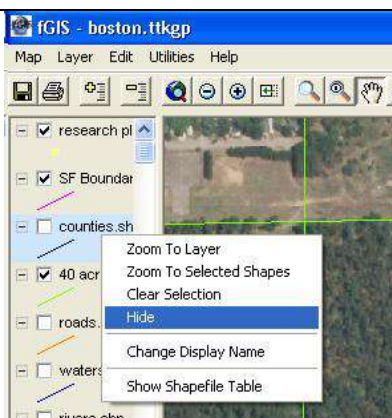 fGIS - boston.ttkgp
Map Layer Edit Utilities Help
research pl
SF Boundar
counties.sh
Zoom To Layer
Zoom To Selected Shapes
Clear Selection
40 acr
Hide
roads.
Change Display Name
waters
Show Shapefile Table
rivers.shp